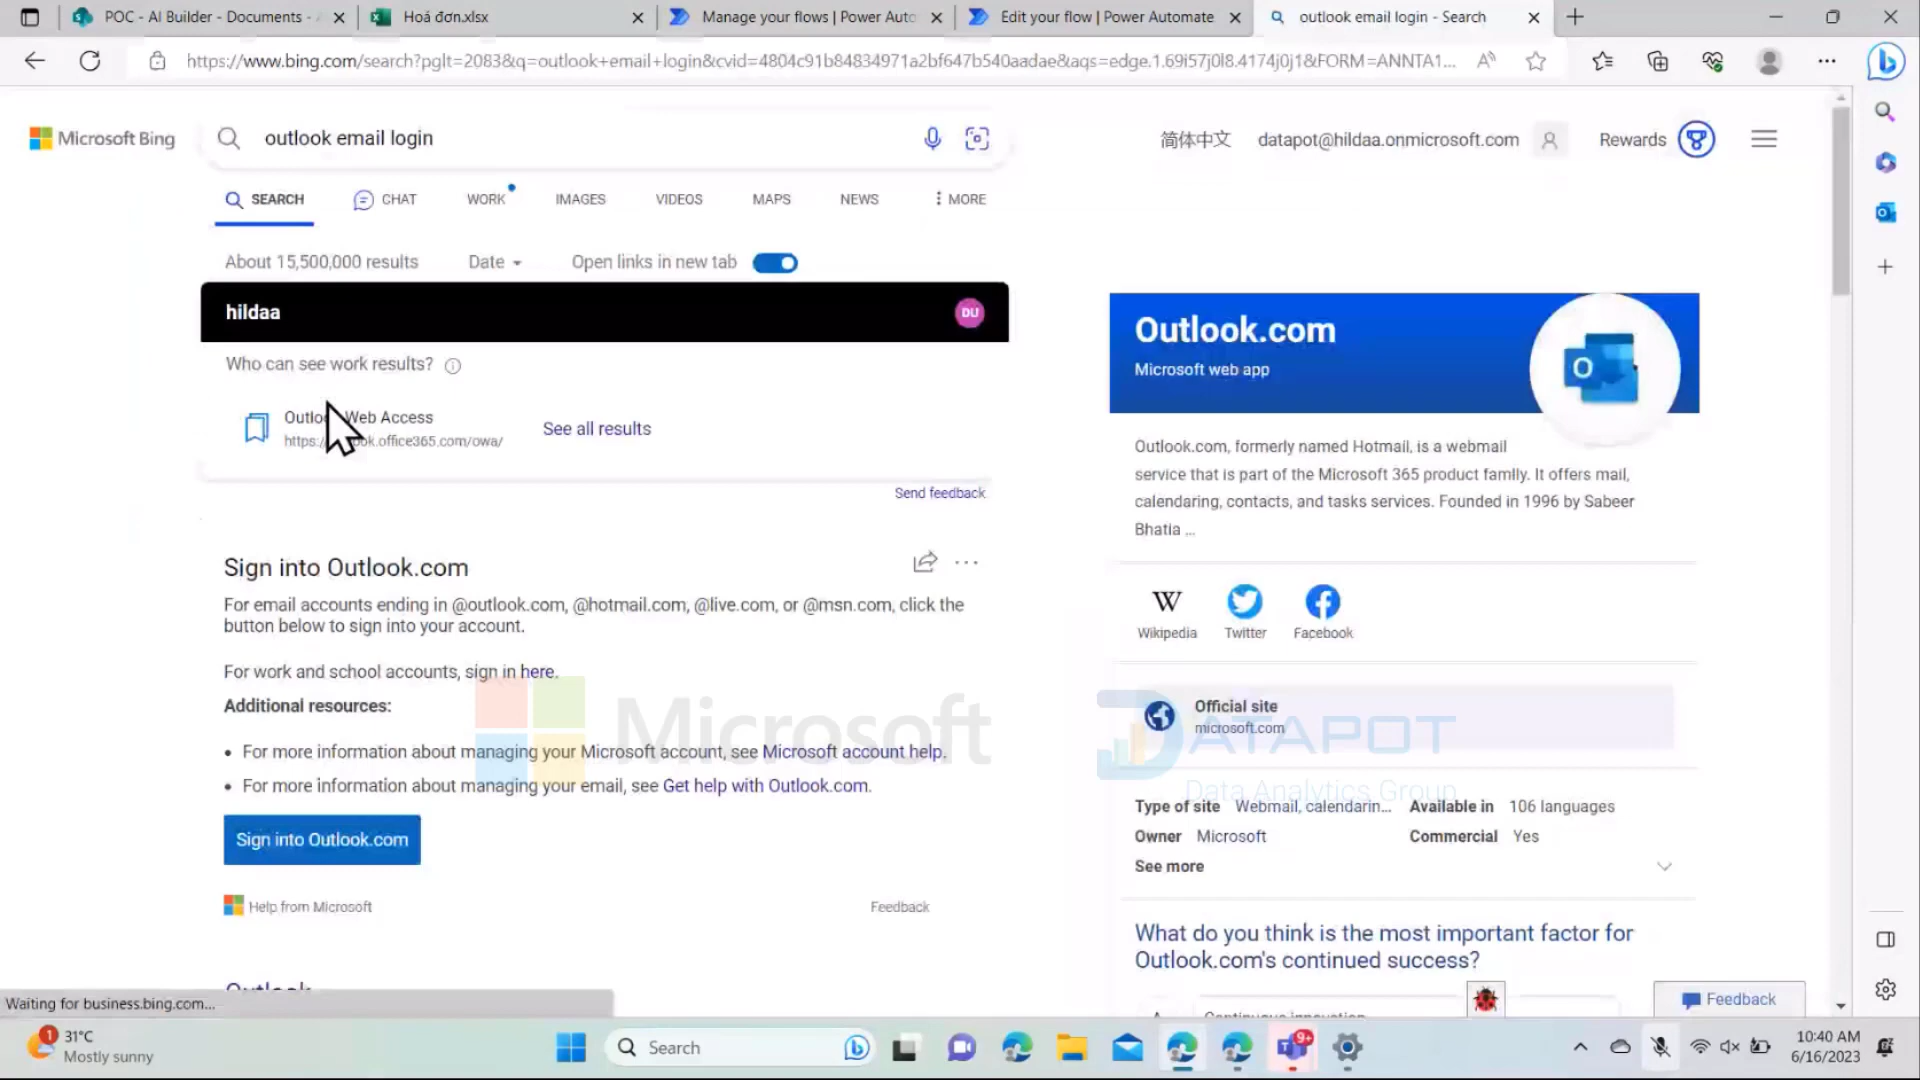 POC - AI Builder - Documents -
Hoá đơn.xlsx
Manage your flows | Power Auto
Edit your flow | Power Automate
outlook email login - Search
https://www.bing.com/search?pglt=2083&q=outlook+email+login&cvid=4804c91b84834971a2bf647b540aadae&aqs=edge.1.69i57j0l8.4174j0j1&FORM=ANNTA1...
Microsoft Bing
outlook email login
简体中文
datapot@hildaa.onmicrosoft.com
Rewards
SEARCH
CHAT
WORK
IMAGES
VIDEOS
MAPS
NEWS
MORE
About 15,500,000 results
Date
Open links in new tab
hildaa
DU
Who can see work results?
Web Access
See all results
Send feedback
Sign into Outlook.com
For email accounts ending in @outlook.com, @hotmail.com, @live.com, or @msn.com, click the
button below to sign into your account.
For work and school accounts, sign in here.
Additional resources:
• For more information about managing your Microsoft account, see Microsoft account help.
• For more information about managing your email, see Get help with Outlook.com.
Sign into Outlook.com
Help from Microsoft
Feedback
Outlook.com
Microsoft web app
Outlook.com, formerly named Hotmail, is a webmail
service that is part of the Microsoft 365 product family. It offers mail,
calendaring, contacts, and tasks services. Founded in 1996 by Sabeer
Bhatia ...
W
Wikipedia
Twitter
Facebook
Official site
microsoft.com
Microsoft
DATAPOT
Data Analytics Group
Type of site Webmail, calendarin... Available in 106 languages
Owner Microsoft Commercial Yes
See more
What do you think is the most important factor for
Outlook.com's continued success?
Feedback
Waiting for business.bing.com...
1
31°C
Mostly sunny
Search
9+
10:40 AM
6/16/2023